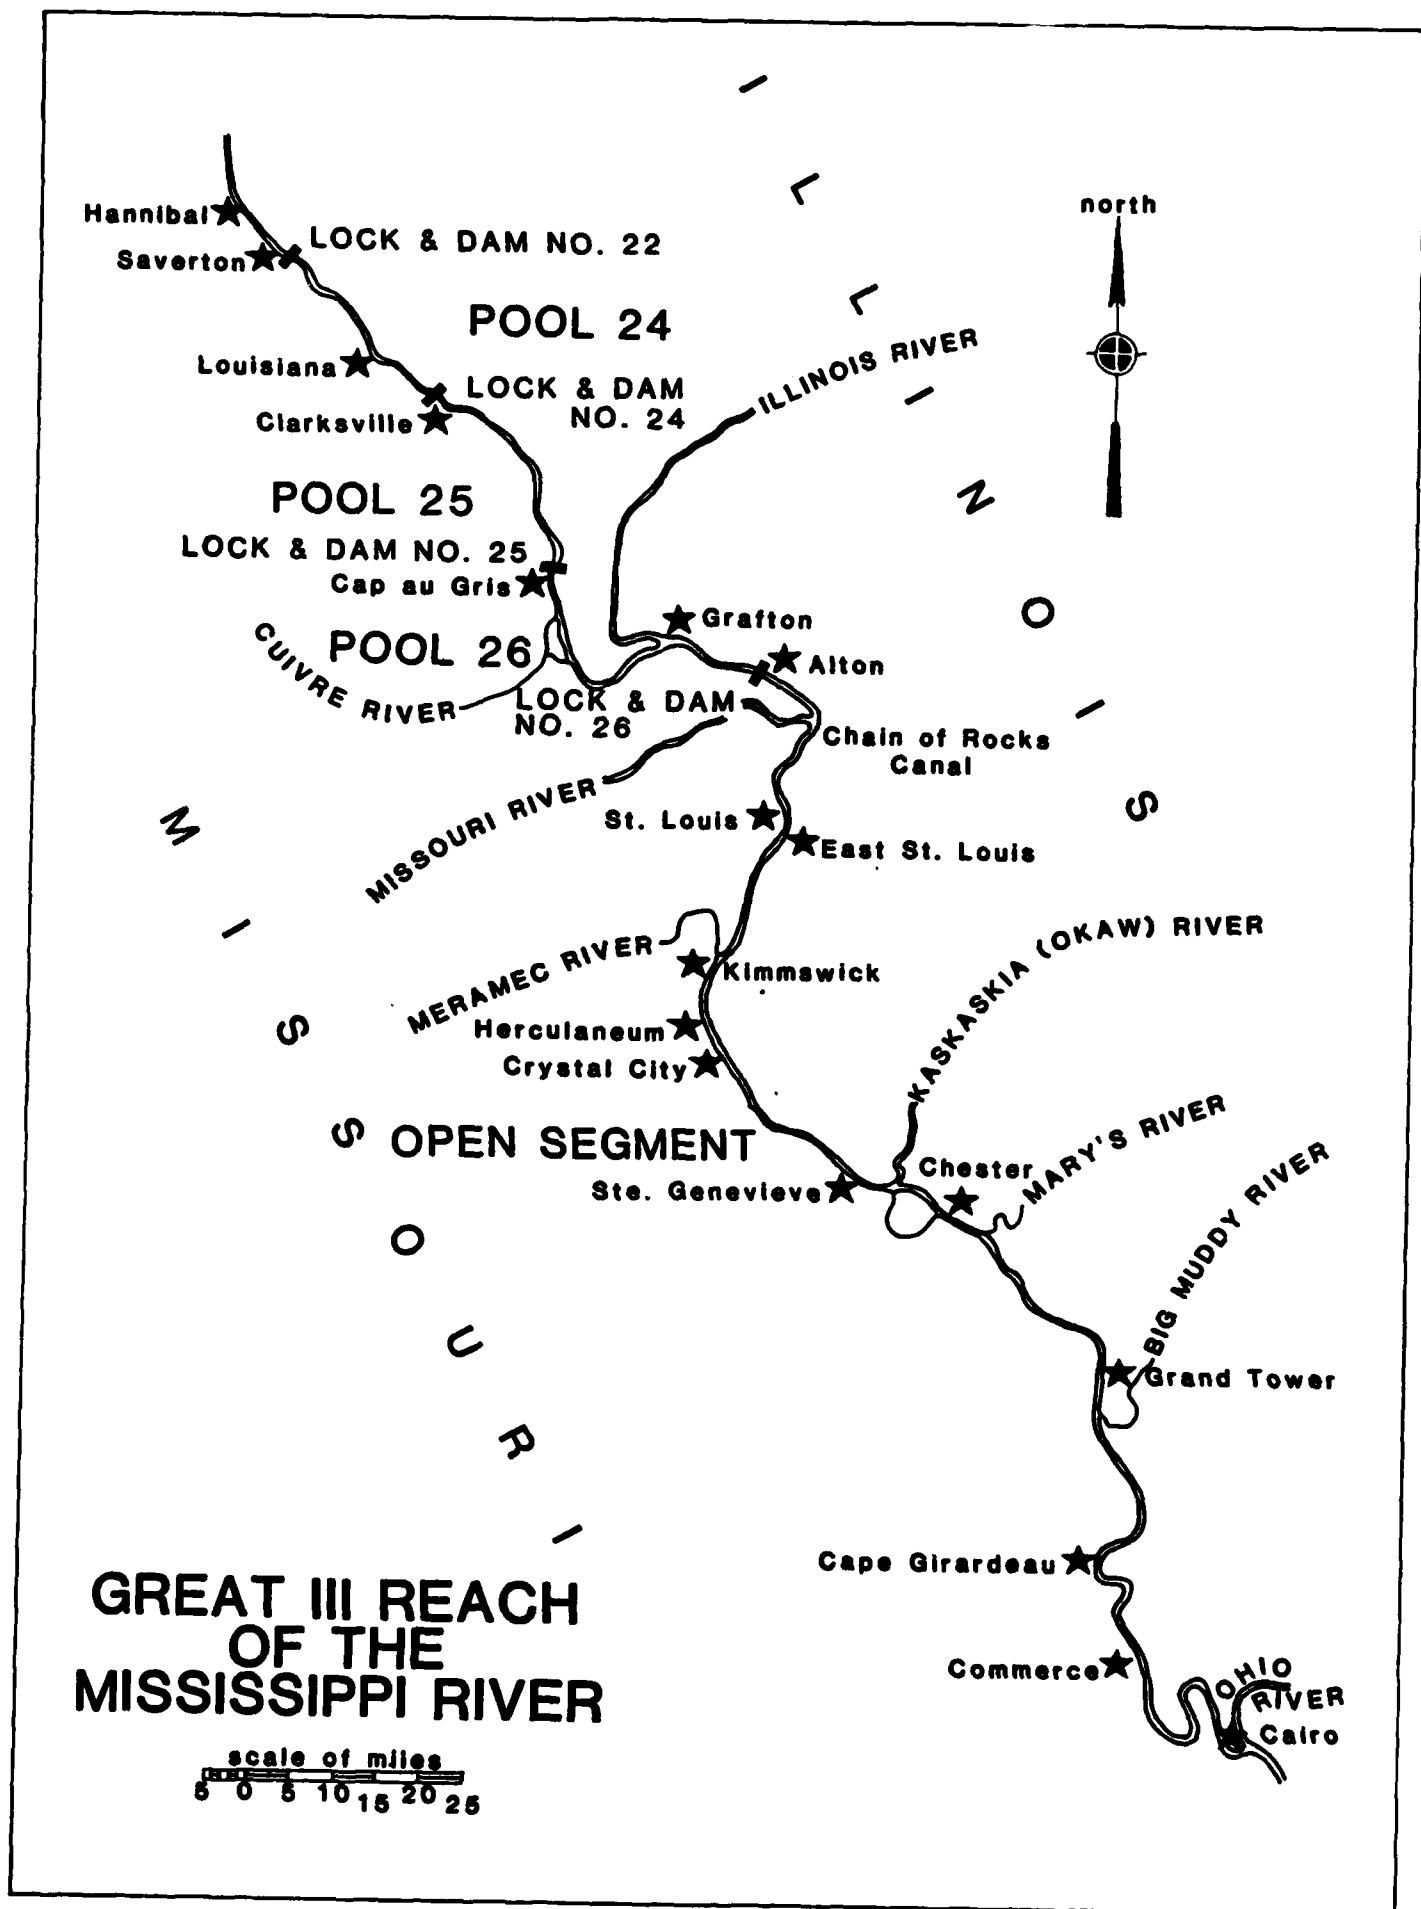 ILLINOIS
north
Hannibal
LOCK & DAM NO. 22
Saverton
POOL 24
ILLINOIS RIVER
Louisiana
LOCK & DAM
NO. 24
Clarksville
POOL 25
LOCK & DAM NO. 25
Cap au Gris
Grafton
CUIVRE RIVER
POOL 26
Alton
LOCK & DAM
NO. 26
Chain of Rocks
Canal
MISSOURI RIVER
St. Louis
East St. Louis
MISSOURI
KASKASKIA (OKAW) RIVER
MERAMEC RIVER
Kimmswick
Herculaneum
Crystal City
OPEN SEGMENT
MARY'S RIVER
Chester
BIG MUDDY RIVER
Ste. Genevieve
Grand Tower
Cape Girardeau
Commerce
OHIO
RIVER
Cairo
GREAT III REACH
OF THE
MISSISSIPPI RIVER
scale of miles
5 0 5 10 15 20 25